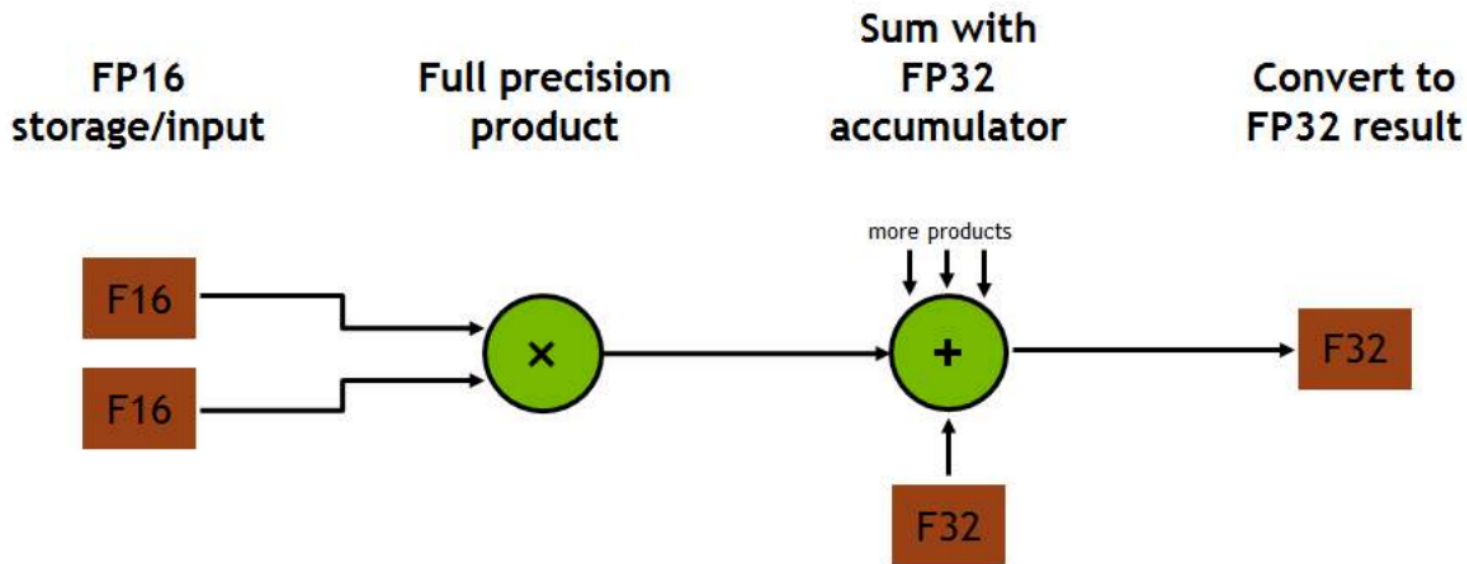 FP16
storage/input
Full precision
product
Sum with
FP32
accumulator
Convert to
FP32 result
more products
F16
F16
×
+
F32
F32